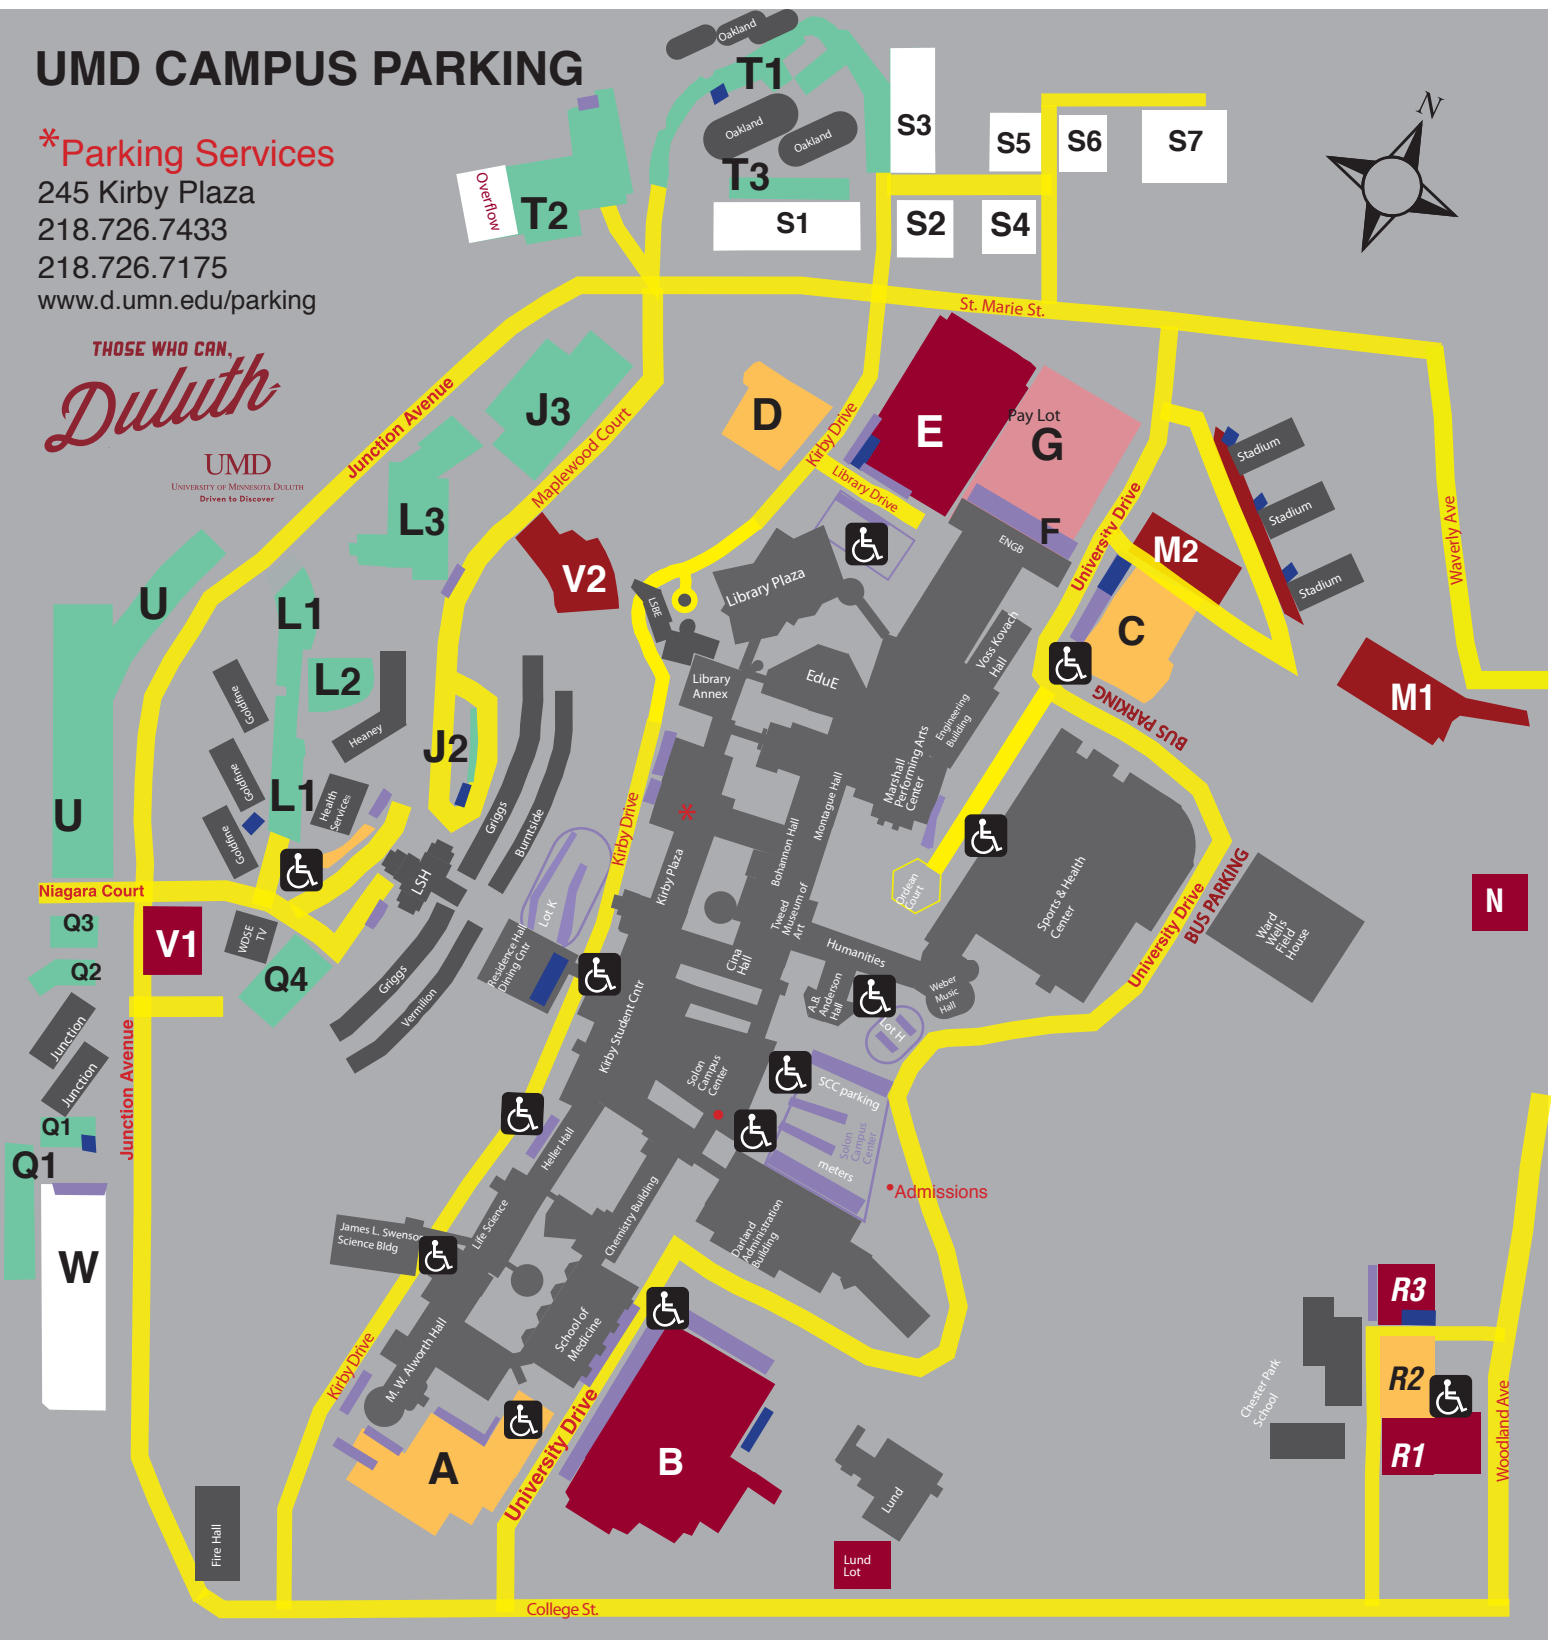 UMD CAMPUS PARKING
*Parking Services
245 Kirby Plaza
218.726.7433
218.726.7175
www.d.umn.edu/parking
THOSE WHO CAN,
Duluth
UMD
UNIVERSITY OF MINNESOTA DULUTH
Driven to Discover
Oakland
T1
Oakland
Oakland
T3
S1
Overflow
T2
S3
S5
S6
S7
S2
S4
N
St. Marie St.
Junction Avenue
J3
Maplewood Court
D
Kirby Drive
Library Drive
E
Pay Lot
G
F
University Drive
Stadium
Stadium
Stadium
Waverly Ave
M2
C
BUS PARKING
M1
L3
V2
U
L1
L2
U
L1
Goldfine
Goldfine
Goldfine
Heaney
Health
Services
J2
Griggs
Burntside
LSH
LSBE
Library Plaza
Library
Annex
EduE
ENGB
Voss Kovach
Hall
Engineering
Building
Marshall
Performing Arts
Center
Montague Hall
Bohannon Hall
Kirby Drive
*
Kirby Plaza
Tweed
Museum of
Art
Ordean
Court
Sports & Health
Center
University Drive
BUS PARKING
Ward
Wells
Field
House
N
Niagara Court
Q3
V1
WDSE
TV
Q2
Q4
Griggs
Vermilion
Residence Hall
Dining Cntr
Lot K
Cina
Hall
Humanities
A.B.
Anderson
Hall
Weber
Music
Hall
Lot H
Junction
Junction
Junction Avenue
Q1
Q1
W
Kirby Student Cntr
Solon
Campus
Center
SCC parking
Solon
Campus
Center
meters
•Admissions
Heller Hall
Life Science
Chemistry Building
Darland
Administration
Building
James L. Swenso
Science Bldg
School of
Medicine
M. W. Alworth Hall
Kirby Drive
A
University Drive
B
Lund
Lund
Lot
Fire Hall
College St.
Chester Park
School
R3
R2
R1
Woodland Ave